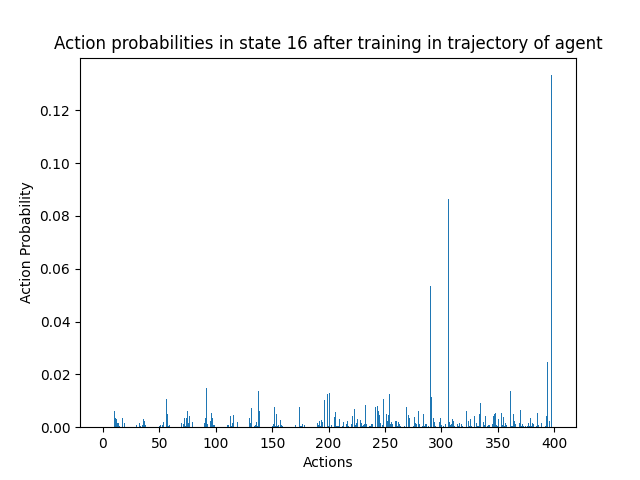 Action probabilities in state 16 after training in trajectory of agent
0.12
0.10
0.08
0.06
0.04
0.02
0.00
Action Probability
0 50 100 150 200 250 300 350 400
Actions